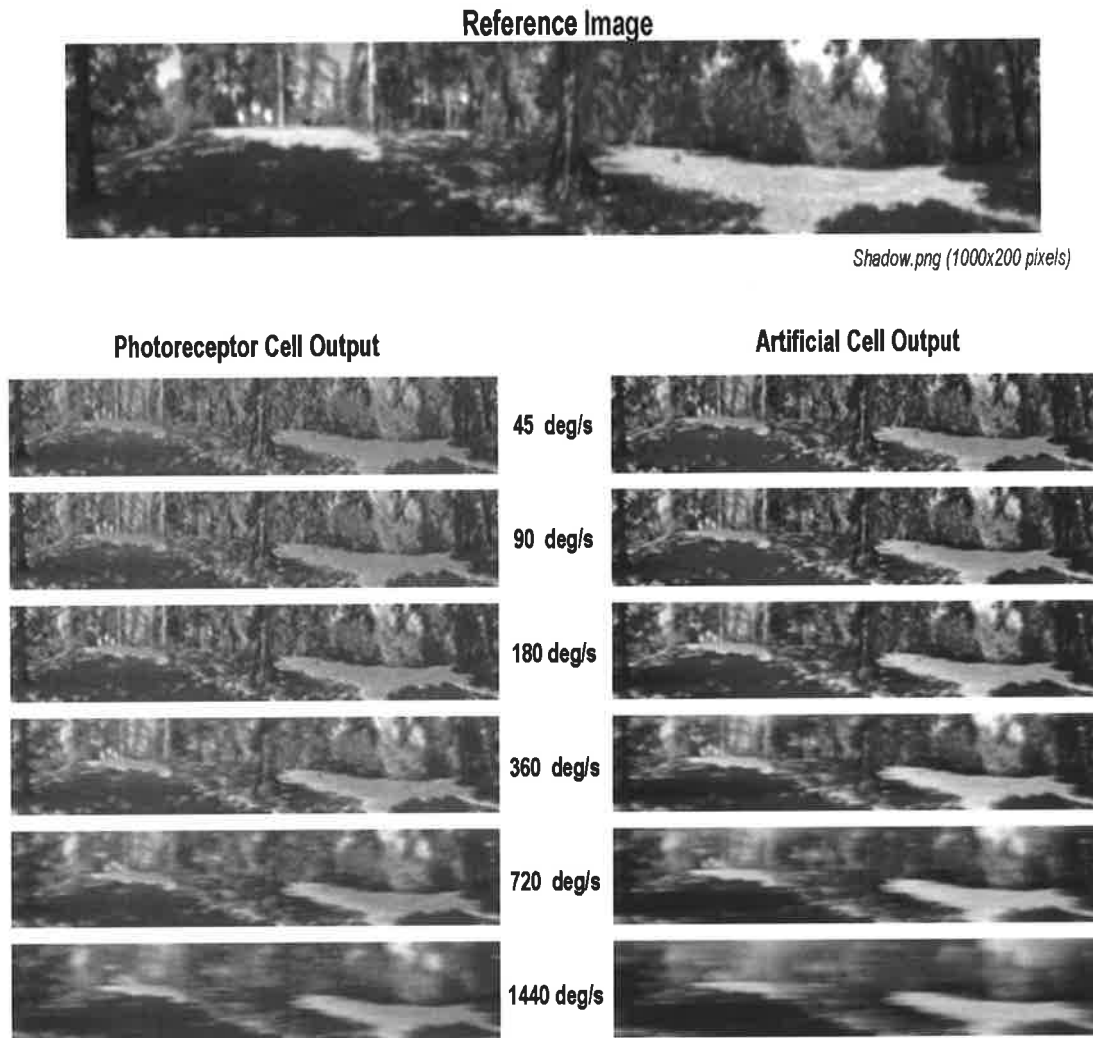 Reference Image
Shadow.png (1000x200 pixels)
Photoreceptor Cell Output
Artificial Cell Output
45 deg/s
90 deg/s
180 deg/s
360 deg/s
720 deg/s
1440 deg/s